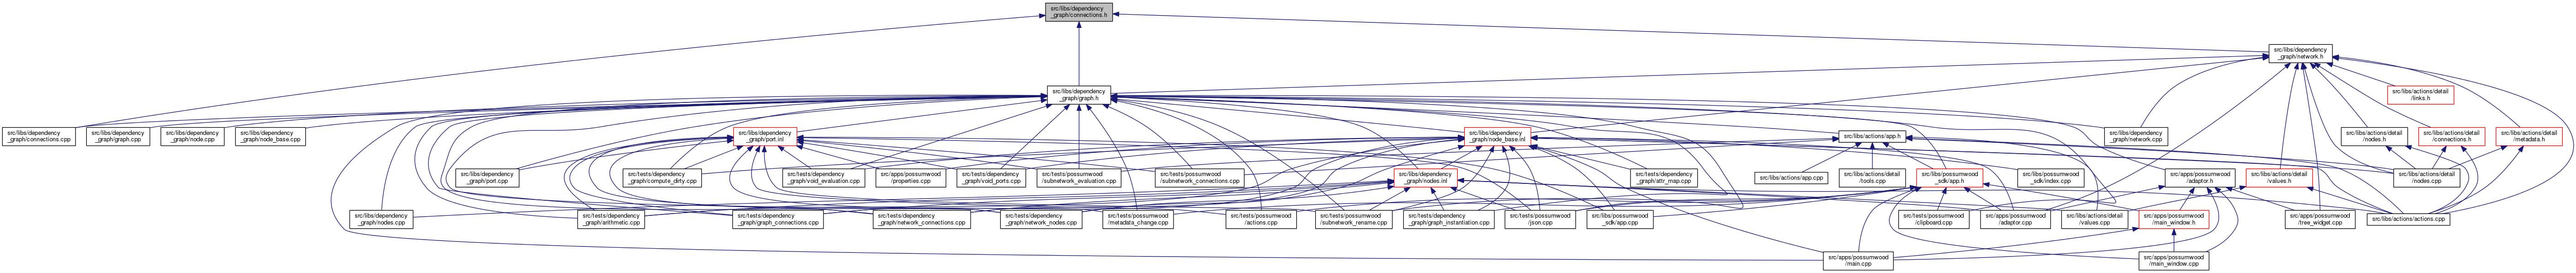 src/libs/dependency
_graph/connections.h
src/libs/dependency
_graph/network.h
src/libs/dependency
_graph/graph.h
src/libs/actions/detail
/links.h
src/libs/dependency
_graph/connections.cpp
src/libs/dependency
_graph/graph.cpp
src/libs/dependency
_graph/node.cpp
src/libs/dependency
_graph/node_base.cpp
src/libs/dependency
_graph/port.inl
src/libs/dependency
_graph/node_base.inl
src/libs/actions/app.h
src/libs/dependency
_graph/network.cpp
src/libs/actions/detail
/nodes.h
src/libs/actions/detail
/connections.h
src/libs/actions/detail
/metadata.h
src/libs/dependency
_graph/port.cpp
src/tests/dependency
_graph/compute_dirty.cpp
src/tests/dependency
_graph/void_evaluation.cpp
src/apps/possumwood
/properties.cpp
src/tests/dependency
_graph/void_ports.cpp
src/tests/possumwood
/subnetwork_evaluation.cpp
src/tests/possumwood
/subnetwork_connections.cpp
src/libs/dependency
_graph/nodes.inl
src/tests/dependency
_graph/attr_map.cpp
src/libs/actions/app.cpp
src/libs/actions/detail
/tools.cpp
src/libs/possumwood
_sdk/app.h
src/libs/possumwood
_sdk/index.cpp
src/apps/possumwood
/adaptor.h
src/libs/actions/detail
/values.h
src/libs/actions/detail
/nodes.cpp
src/libs/dependency
_graph/nodes.cpp
src/tests/dependency
_graph/arithmetic.cpp
src/tests/dependency
_graph/graph_connections.cpp
src/tests/dependency
_graph/network_connections.cpp
src/tests/dependency
_graph/network_nodes.cpp
src/tests/possumwood
/metadata_change.cpp
src/tests/possumwood
/actions.cpp
src/tests/possumwood
/subnetwork_rename.cpp
src/tests/dependency
_graph/graph_instantiation.cpp
src/tests/possumwood
/json.cpp
src/libs/possumwood
_sdk/app.cpp
src/tests/possumwood
/clipboard.cpp
src/apps/possumwood
/adaptor.cpp
src/libs/actions/detail
/values.cpp
src/apps/possumwood
/main_window.h
src/apps/possumwood
/tree_widget.cpp
src/libs/actions/actions.cpp
src/apps/possumwood
/main.cpp
src/apps/possumwood
/main_window.cpp